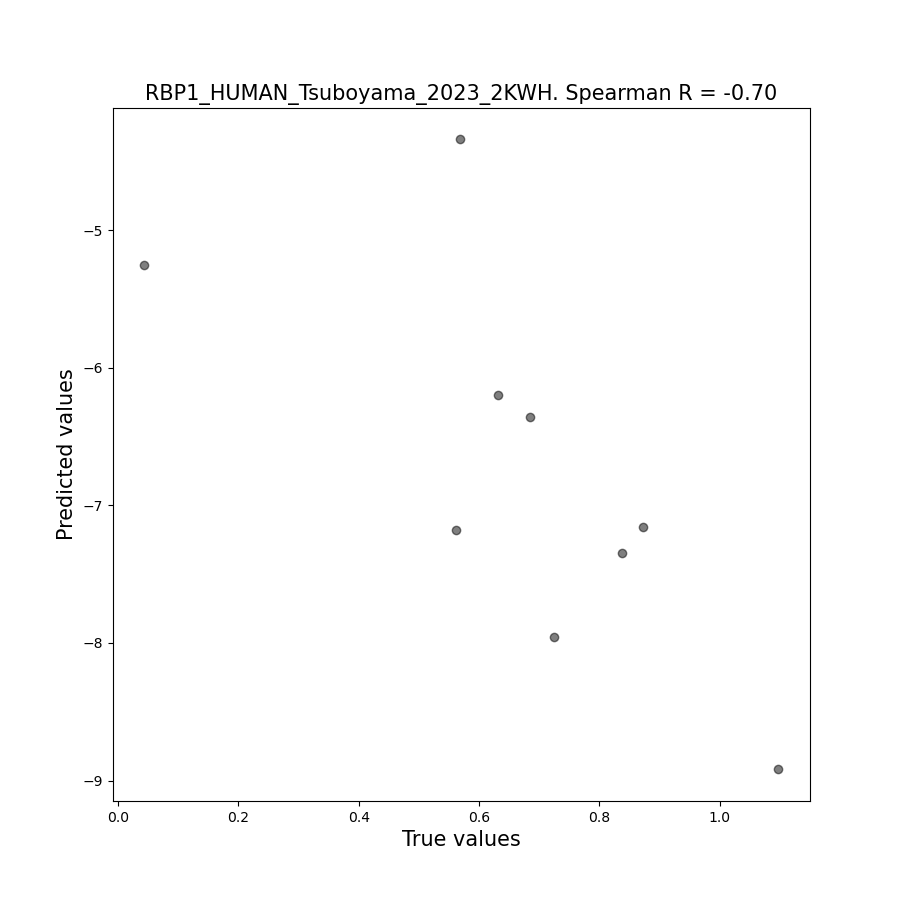 RBP1_HUMAN_Tsuboyama_2023_2KWH. Spearman R = -0.70
Predicted values
−5
−6
−7
−8
−9
0.0 0.2 0.4 0.6 0.8 1.0
True values